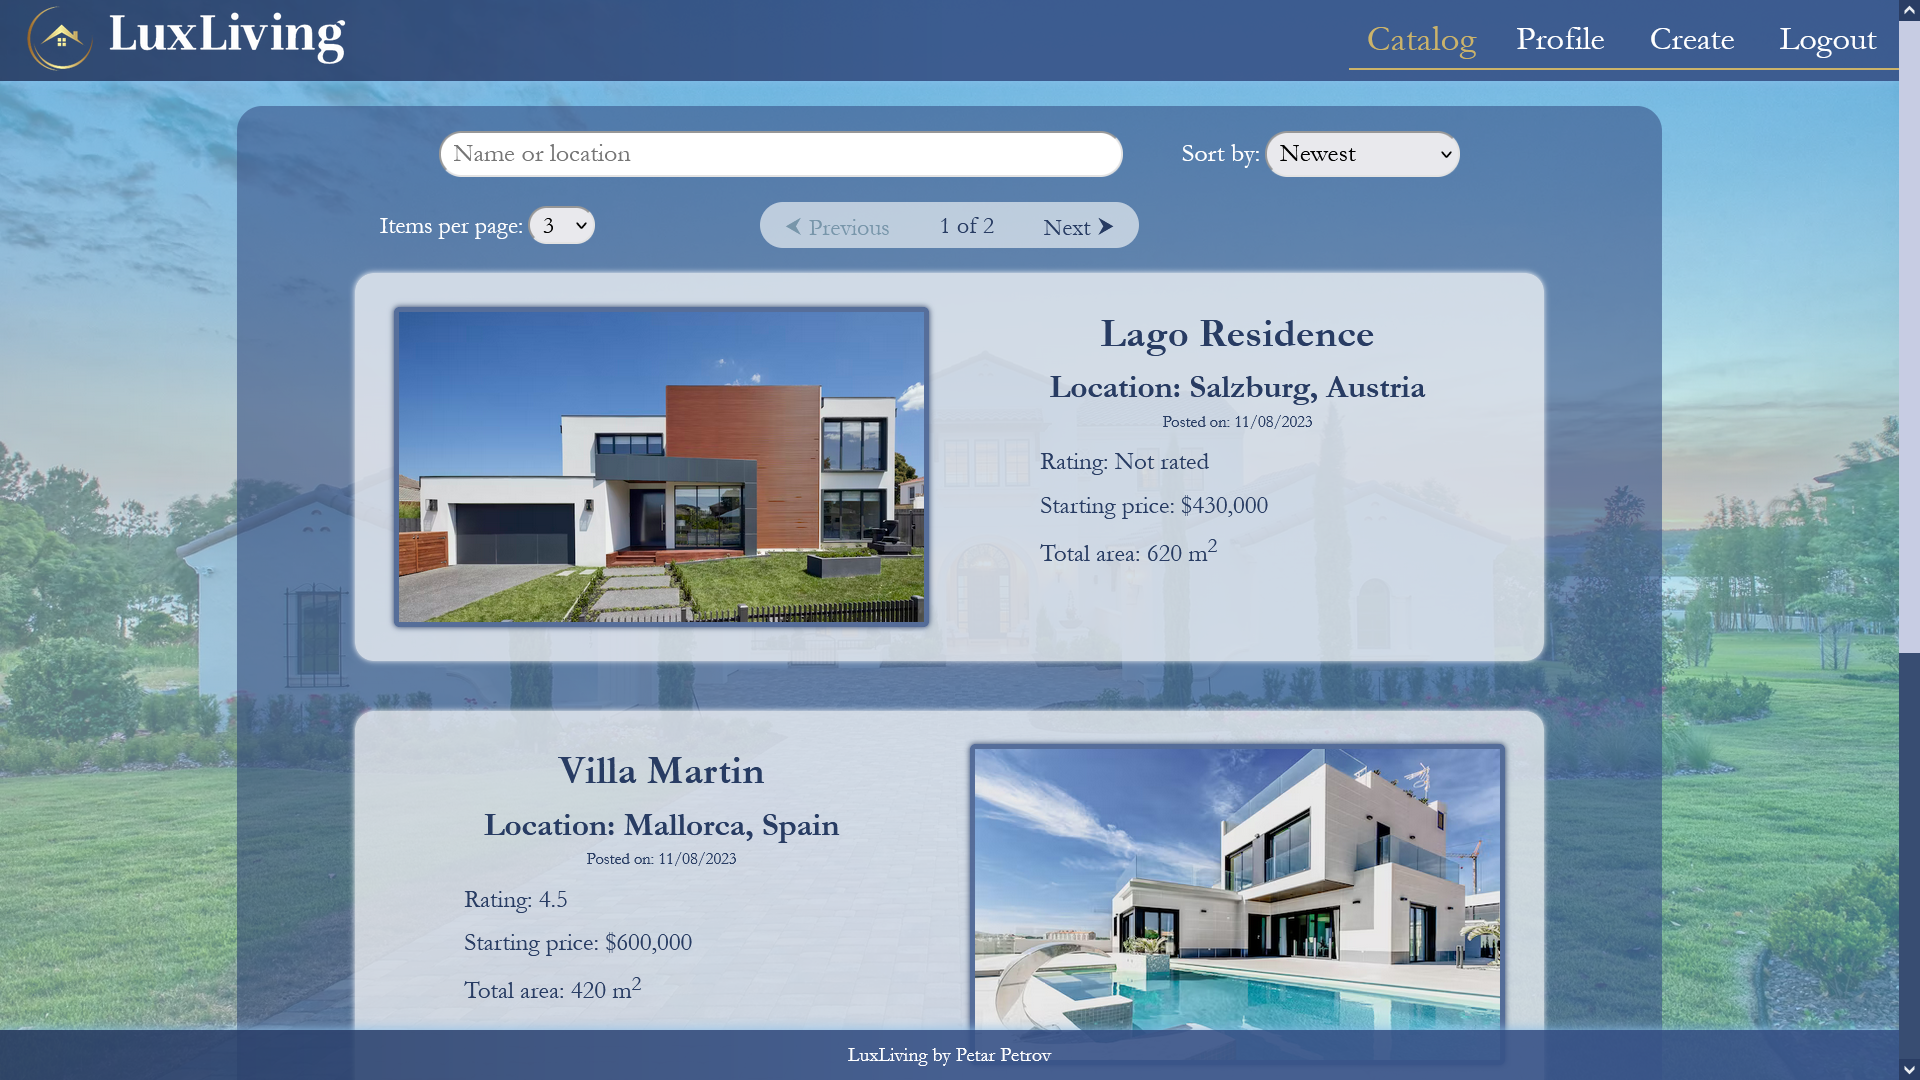 LuxLiving
Catalog Profile Create Logout
Name or location
Sort by: Newest
Items per page: 3
Previous 1 of 2 Next
Lago Residence
Location: Salzburg, Austria
Posted on: 11/08/2023
Rating: Not rated
Starting price: $430,000
Total area: 620 m²
Villa Martin
Location: Mallorca, Spain
Posted on: 11/08/2023
Rating: 4.5
Starting price: $600,000
Total area: 420 m²
LuxLiving by Petar Petrov